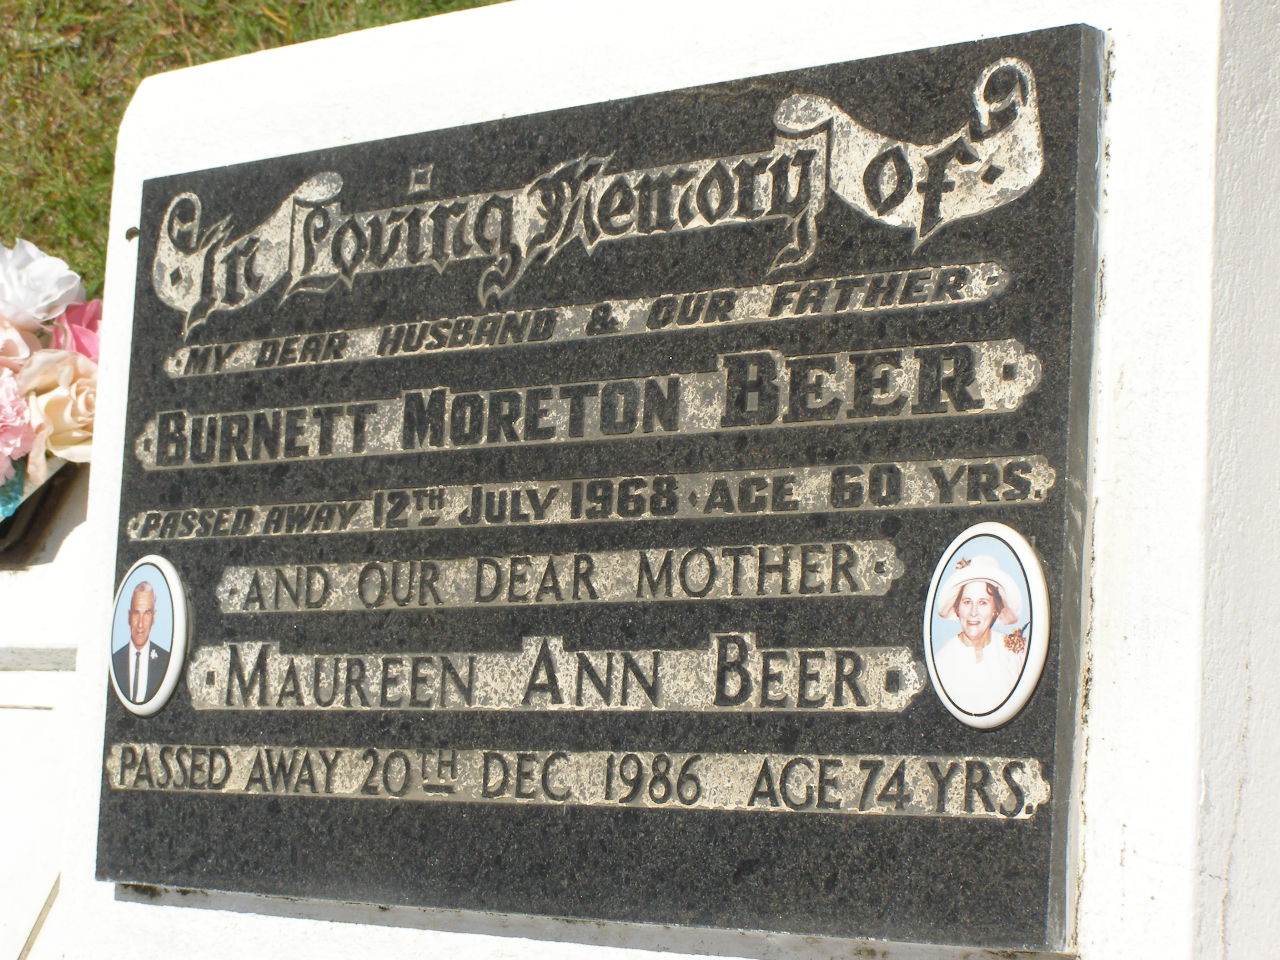 In Loving Memory of
MY DEAR HUSBAND & OUR FATHER
BURNETT MORETON BEER
PASSED AWAY 12TH JULY 1968 · AGE 60 YRS.
AND OUR DEAR MOTHER
MAUREEN ANN BEER
PASSED AWAY 20TH DEC 1986 AGE 74 YRS.